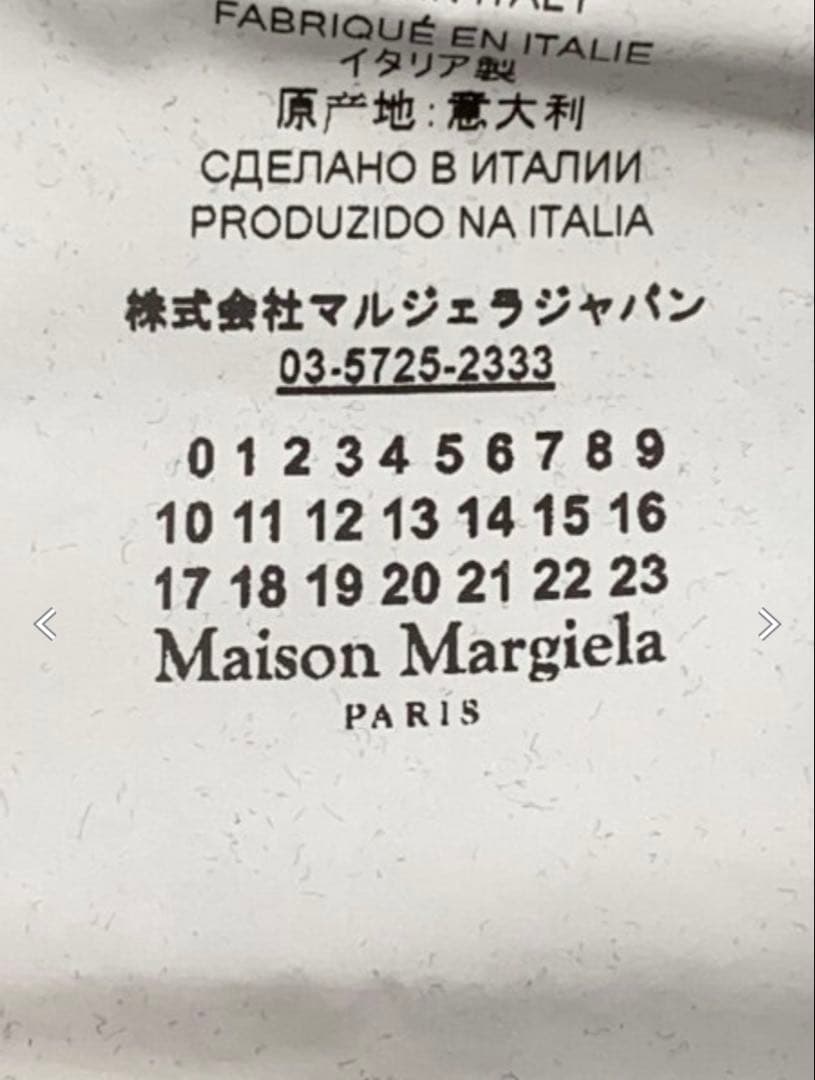 FABRIQUÉ EN ITALIE
イタリア製
原产地:意大利
СДЕЛАНО В ИТАЛИИ
PRODUZIDO NA ITALIA
株式会社マルジェラジャパン
03-5725-2333
0 1 2 3 4 5 6 7 8 9
10 11 12 13 14 15 16
17 18 19 20 21 22 23
Maison Margiela
PARIS